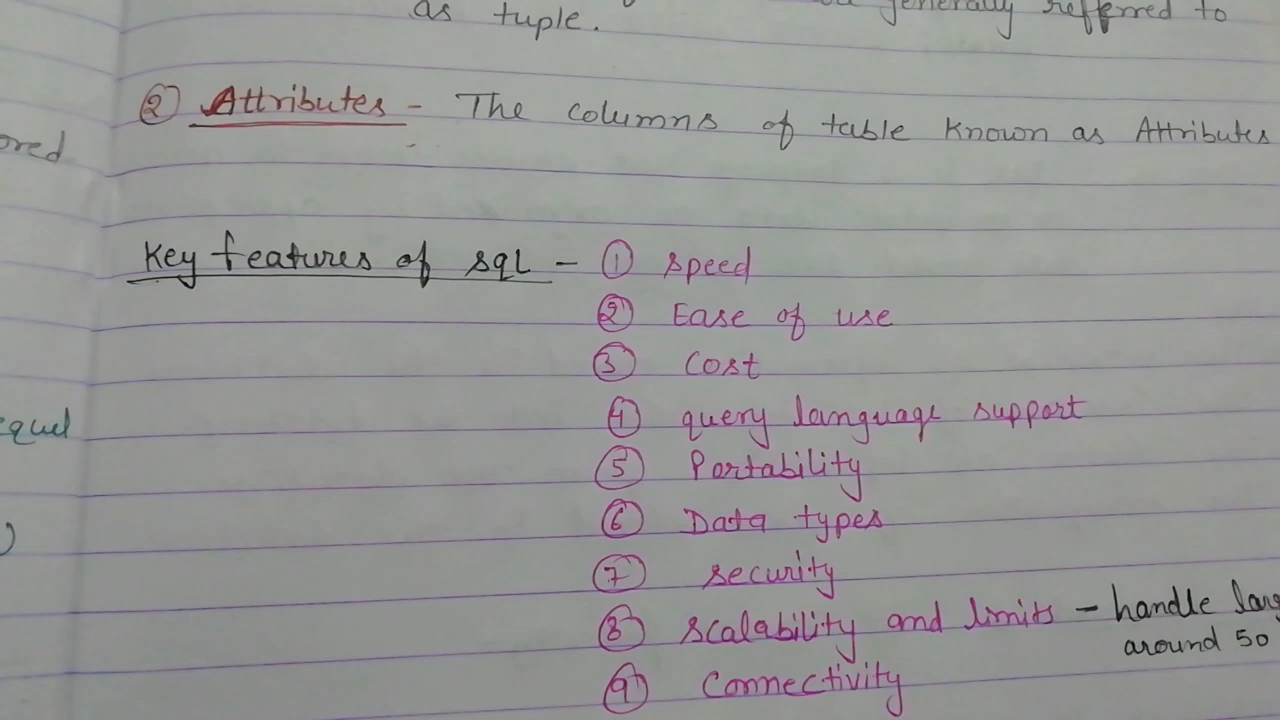 generally refferred to
as tuple.
② Attributes - The columns of table known as Attributes
ored
Key features of sql - ① speed
② Ease of use
③ Cost
④ query language support
equel
⑤ Portability
⑥ Data types
)
⑦ security
⑧ scalability and limits - handle
around 50
⑨ Connectivity